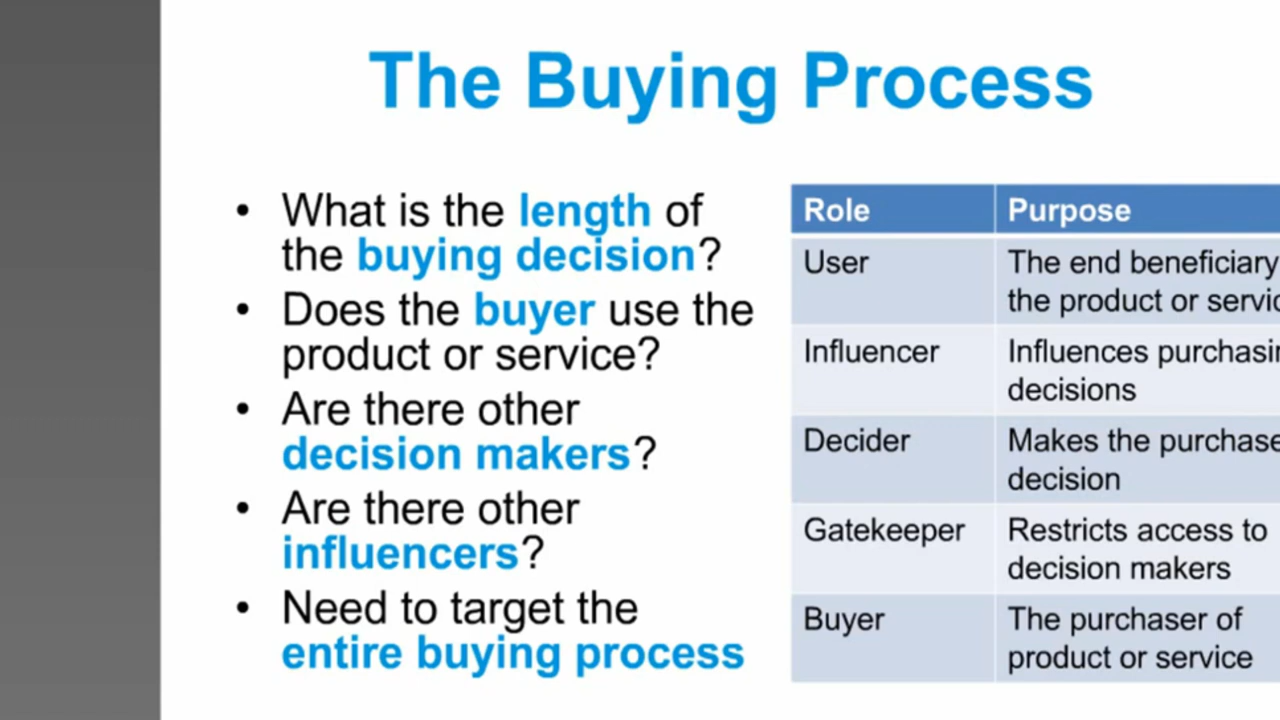 The Buying Process
• What is the length of
the buying decision?
• Does the buyer use the
product or service?
• Are there other
decision makers?
• Are there other
influencers?
• Need to target the
entire buying process
Role Purpose
User The end beneficiary
the product or
Influencer Influences
decisions
Decider Makes the purchase
decision
Gatekeeper Restricts access to
decision makers
Buyer The purchaser of
product or service